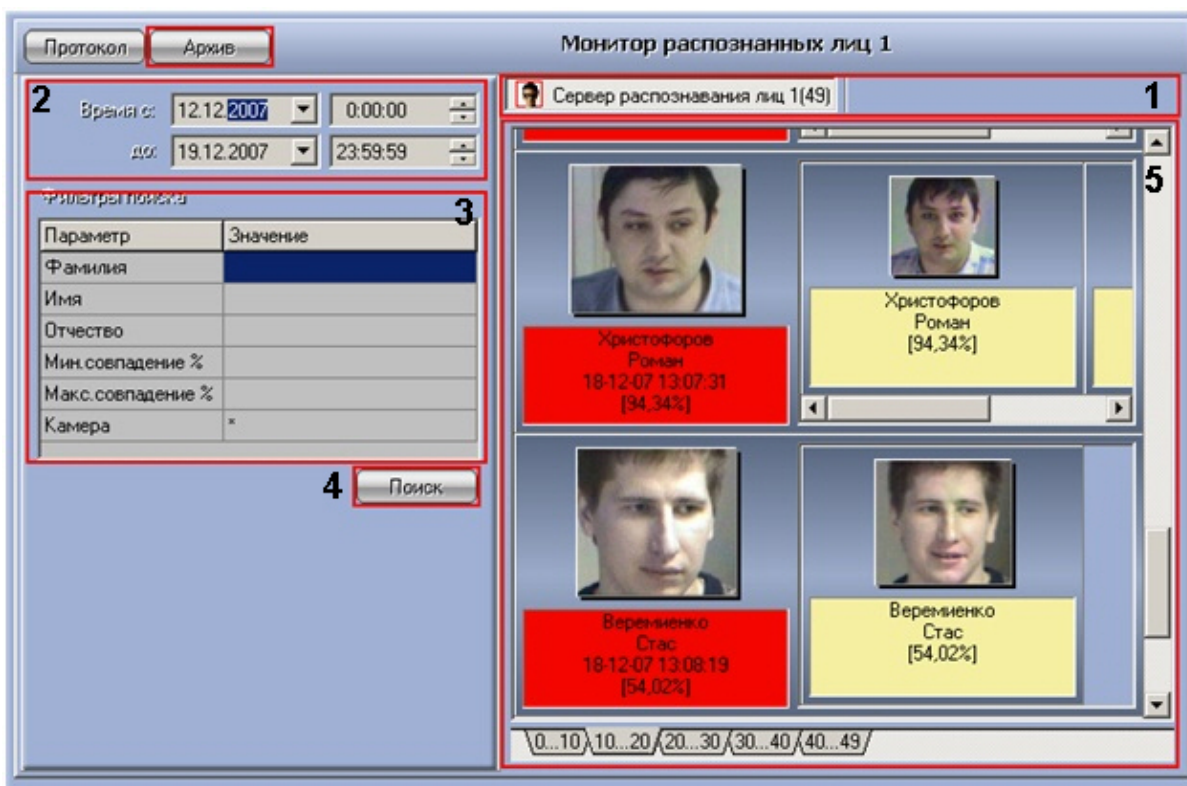 Протокол
Архив
Монитор распознанных лиц 1
2
Время с:
12.12.2007
0:00:00
до:
19.12.2007
23:59:59
Фильтры поиска
3
Параметр
Значение
Фамилия
Имя
Отчество
Мин.совпадение %
Макс.совпадение %
Камера
*
4
Поиск
Сервер распознавания лиц 1(49)
1
5
Христофоров
Роман
18-12-07 13:07:31
[94,34%]
Христофоров
Роман
[94,34%]
Веремиенко
Стас
18-12-07 13:08:19
[54,02%]
Веремиенко
Стас
[54,02%]
0...10
10...20
20...30
30...40
40...49